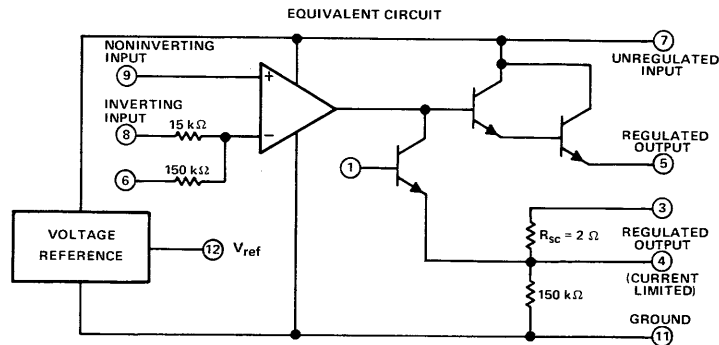 EQUIVALENT CIRCUIT
NONINVERTING
INPUT
9
+
7
UNREGULATED
INPUT
INVERTING
INPUT
8
15 kΩ
−
6
150 kΩ
1
REGULATED
OUTPUT
5
3
VOLTAGE
REFERENCE
12
Vref
RSC = 2 Ω
REGULATED
OUTPUT
4
(CURRENT
LIMITED)
150 kΩ
GROUND
11